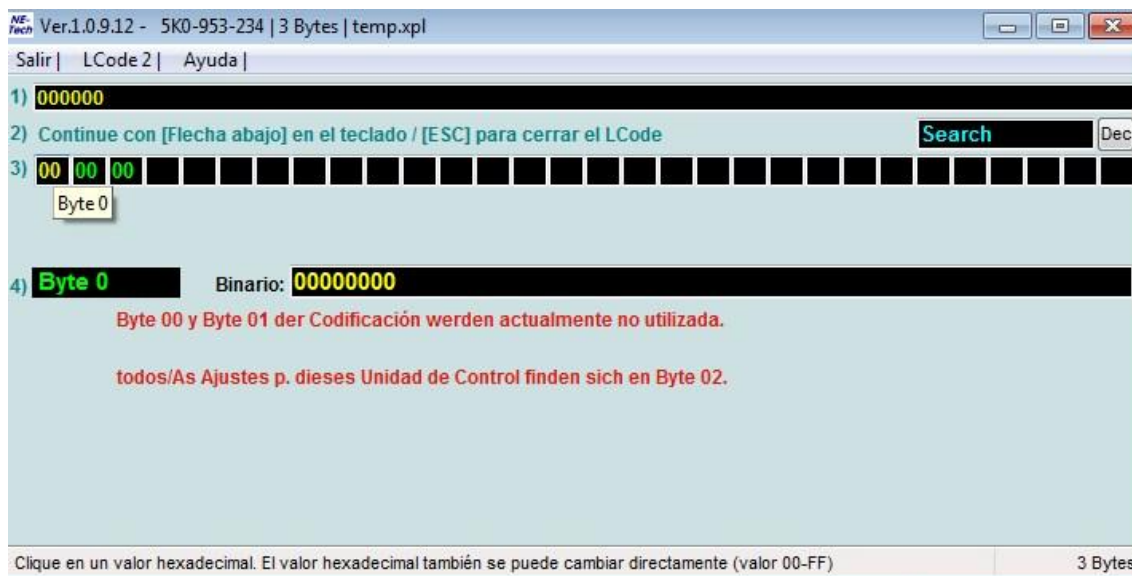 NE-Tech Ver.1.0.9.12 - 5K0-953-234 | 3 Bytes | temp.xpl
Salir | LCode 2 | Ayuda |
1) 000000
2) Continue con [Flecha abajo] en el teclado / [ESC] para cerrar el LCode Search Dec
3) 00 00 00
Byte 0
4) Byte 0 Binario: 00000000
Byte 00 y Byte 01 der Codificación werden actualmente no utilizada.
todos/As Ajustes p. dieses Unidad de Control finden sich en Byte 02.
Clique en un valor hexadecimal. El valor hexadecimal también se puede cambiar directamente (valor 00-FF) 3 Bytes